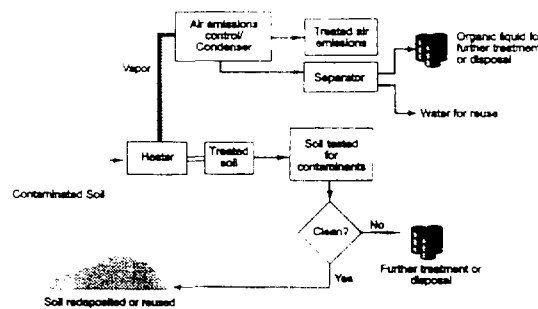 Air emissions
control/
Condenser
Treated air
emissions
Organic liquid fo
further treatment
or disposal
Vapor
Separator
Water for reuse
Heater
Treated
soil
Soil tested
for
contaminants
Contaminated Soil
Clean?
No
Further treatment or
disposal
Yes
Soil redeposited or reused